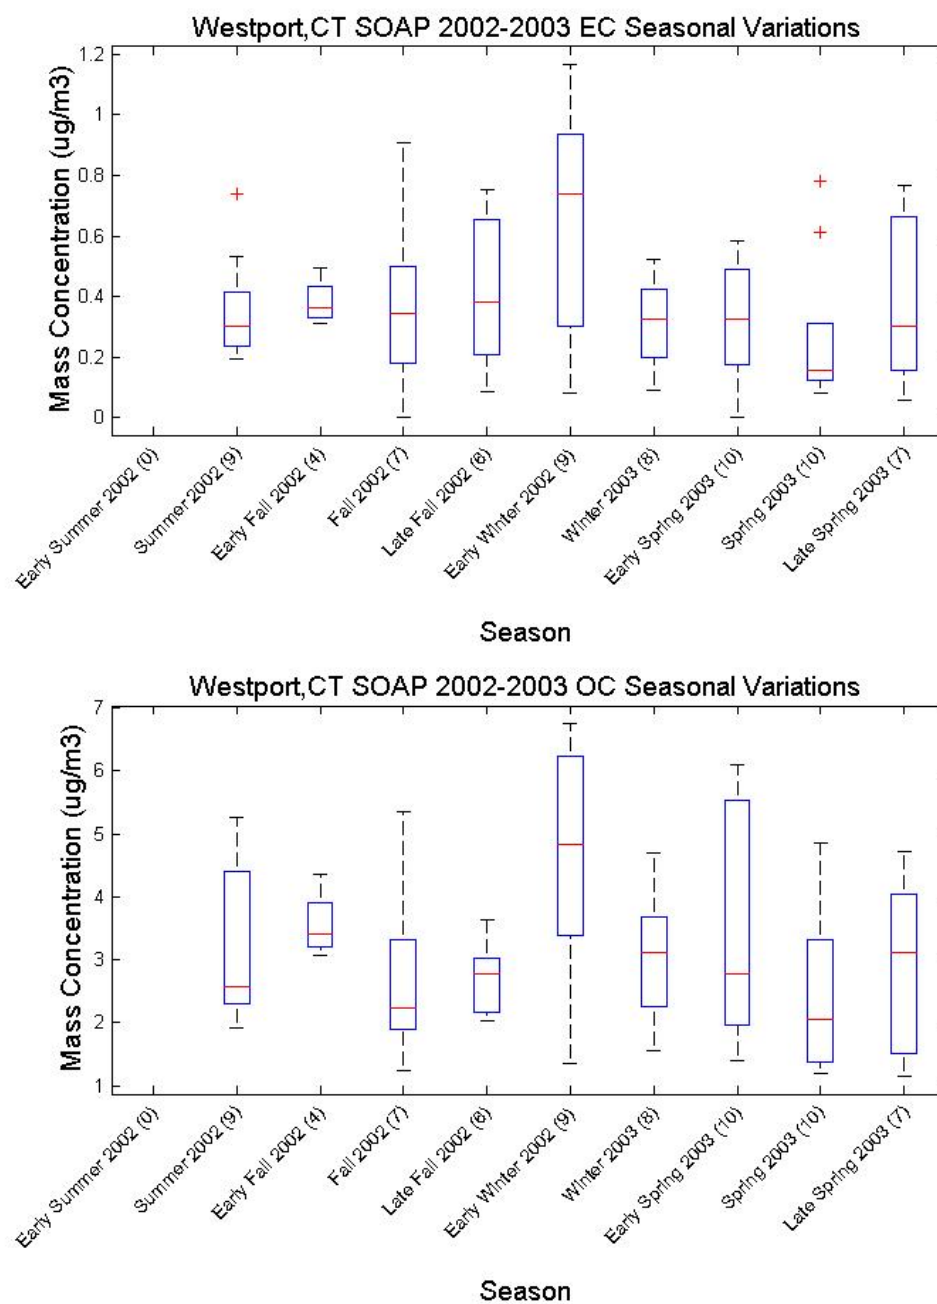 Westport,CT SOAP 2002-2003 EC Seasonal Variations
Mass Concentration (ug/m3)
1.2
1
0.8
0.6
0.4
0.2
0
Early Summer 2002 (0)
Summer 2002 (9)
Early Fall 2002 (4)
Fall 2002 (7)
Late Fall 2002 (6)
Early Winter 2002 (9)
Winter 2003 (8)
Early Spring 2003 (10)
Spring 2003 (10)
Late Spring 2003 (7)
Season
Westport,CT SOAP 2002-2003 OC Seasonal Variations
Mass Concentration (ug/m3)
7
6
5
4
3
2
1
Early Summer 2002 (0)
Summer 2002 (9)
Early Fall 2002 (4)
Fall 2002 (7)
Late Fall 2002 (6)
Early Winter 2002 (9)
Winter 2003 (8)
Early Spring 2003 (10)
Spring 2003 (10)
Late Spring 2003 (7)
Season